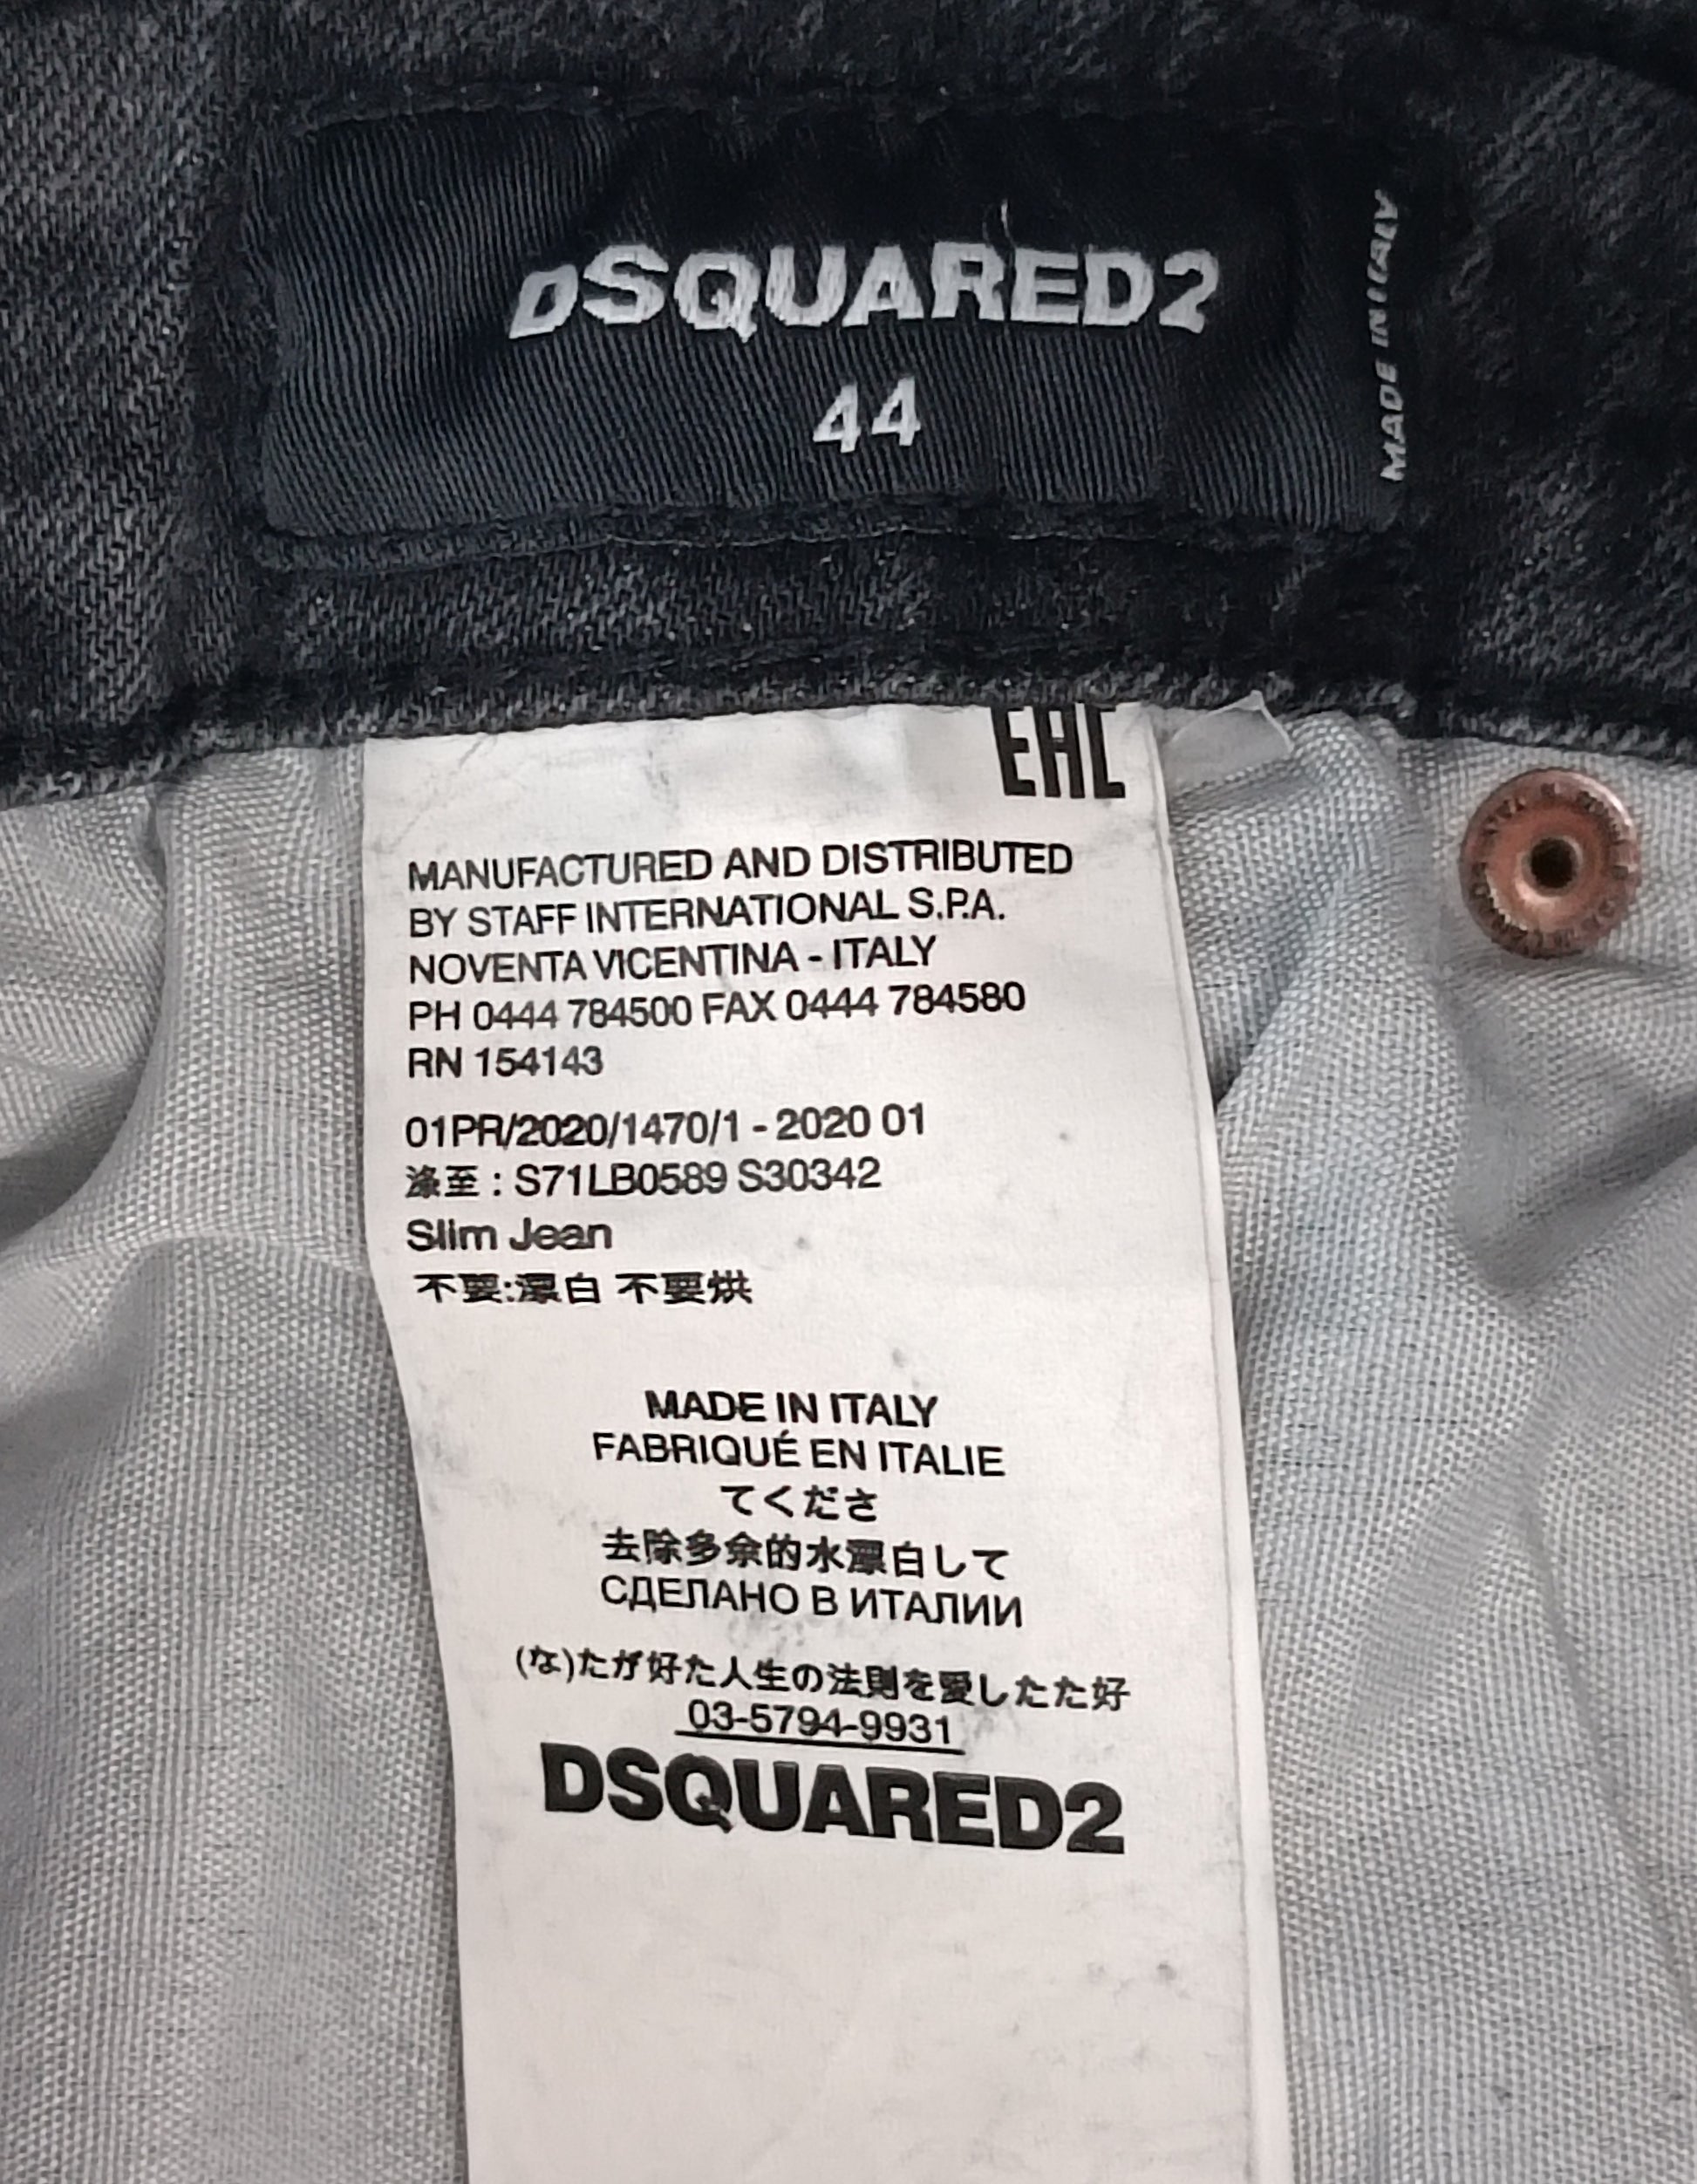 DSQUARED2
44
MADE IN ITALY
EAC
MANUFACTURED AND DISTRIBUTED
BY STAFF INTERNATIONAL S.P.A.
NOVENTA VICENTINA - ITALY
PH 0444 784500 FAX 0444 784580
RN 154143
01PR/2020/1470/1 - 2020 01
涤至 : S71LB0589 S30342
Slim Jean
不要:漂白 不要烘
MADE IN ITALY
FABRIQUÉ EN ITALIE
てくださ
去除多余的水漂白して
СДЕЛАНО В ИТАЛИИ
(な)たが好た人生の法則を愛したた好
03-5794-9931
DSQUARED2